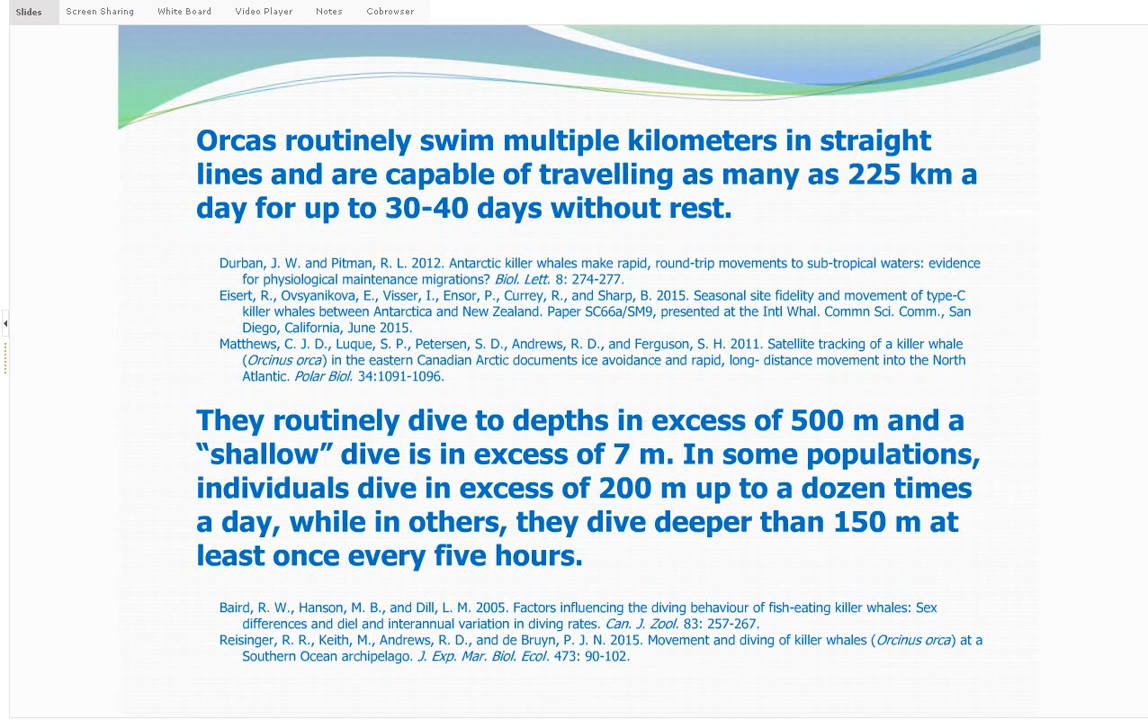 Slides Screen Sharing White Board Video Player Notes Cobrowser
Orcas routinely swim multiple kilometers in straight
lines and are capable of travelling as many as 225 km a
day for up to 30-40 days without rest.
Durban, J. W. and Pitman, R. L. 2012. Antarctic killer whales make rapid, round-trip movements to sub-tropical waters: evidence
for physiological maintenance migrations? Biol. Lett. 8: 274-277.
Eisert, R., Ovsyanikova, E., Visser, I., Ensor, P., Currey, R., and Sharp, B. 2015. Seasonal site fidelity and movement of type-C
killer whales between Antarctica and New Zealand. Paper SC66a/SM9, presented at the Intl Whal. Commn Sci. Comm., San
Diego, California, June 2015.
Matthews, C. J. D., Luque, S. P., Petersen, S. D., Andrews, R. D., and Ferguson, S. H. 2011. Satellite tracking of a killer whale
(Orcinus orca) in the eastern Canadian Arctic documents ice avoidance and rapid, long- distance movement into the North
Atlantic. Polar Biol. 34:1091-1096.
They routinely dive to depths in excess of 500 m and a
“shallow” dive is in excess of 7 m. In some populations,
individuals dive in excess of 200 m up to a dozen times
a day, while in others, they dive deeper than 150 m at
least once every five hours.
Baird, R. W., Hanson, M. B., and Dill, L. M. 2005. Factors influencing the diving behaviour of fish-eating killer whales: Sex
differences and diel and interannual variation in diving rates. Can. J. Zool. 83: 257-267.
Reisinger, R. R., Keith, M., Andrews, R. D., and de Bruyn, P. J. N. 2015. Movement and diving of killer whales (Orcinus orca) at a
Southern Ocean archipelago. J. Exp. Mar. Biol. Ecol. 473: 90-102.